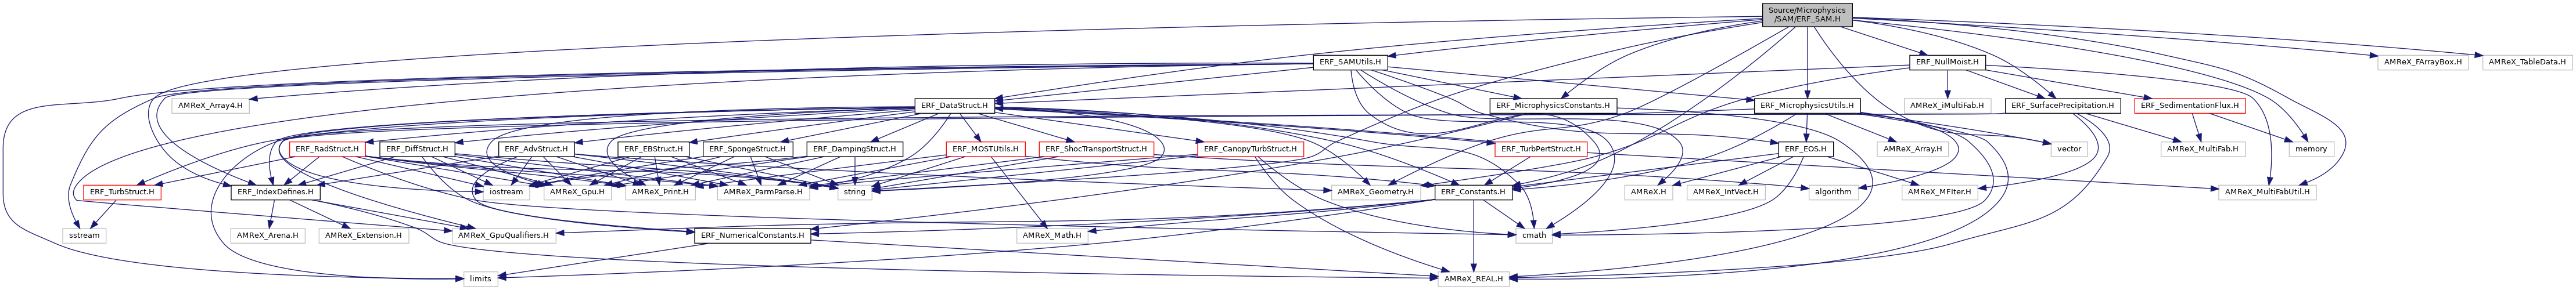 Source/Microphysics
/SAM/ERF_SAM.H
ERF_SAMUtils.H
ERF_NullMoist.H
AMReX_FArrayBox.H
AMReX_TableData.H
AMReX_Array4.H
ERF_DataStruct.H
ERF_MicrophysicsConstants.H
ERF_MicrophysicsUtils.H
AMReX_iMultiFab.H
ERF_SurfacePrecipitation.H
ERF_SedimentationFlux.H
ERF_RadStruct.H
ERF_DiffStruct.H
ERF_AdvStruct.H
ERF_EBStruct.H
ERF_SpongeStruct.H
ERF_DampingStruct.H
ERF_MOSTUtils.H
ERF_ShocTransportStruct.H
ERF_CanopyTurbStruct.H
ERF_TurbPertStruct.H
ERF_EOS.H
AMReX_Array.H
vector
AMReX_MultiFab.H
memory
ERF_TurbStruct.H
ERF_IndexDefines.H
iostream
AMReX_Gpu.H
AMReX_Print.H
AMReX_ParmParse.H
string
AMReX_Geometry.H
ERF_Constants.H
AMReX.H
AMReX_IntVect.H
algorithm
AMReX_MFIter.H
AMReX_MultiFabUtil.H
sstream
AMReX_Arena.H
AMReX_Extension.H
AMReX_GpuQualifiers.H
ERF_NumericalConstants.H
AMReX_Math.H
cmath
limits
AMReX_REAL.H